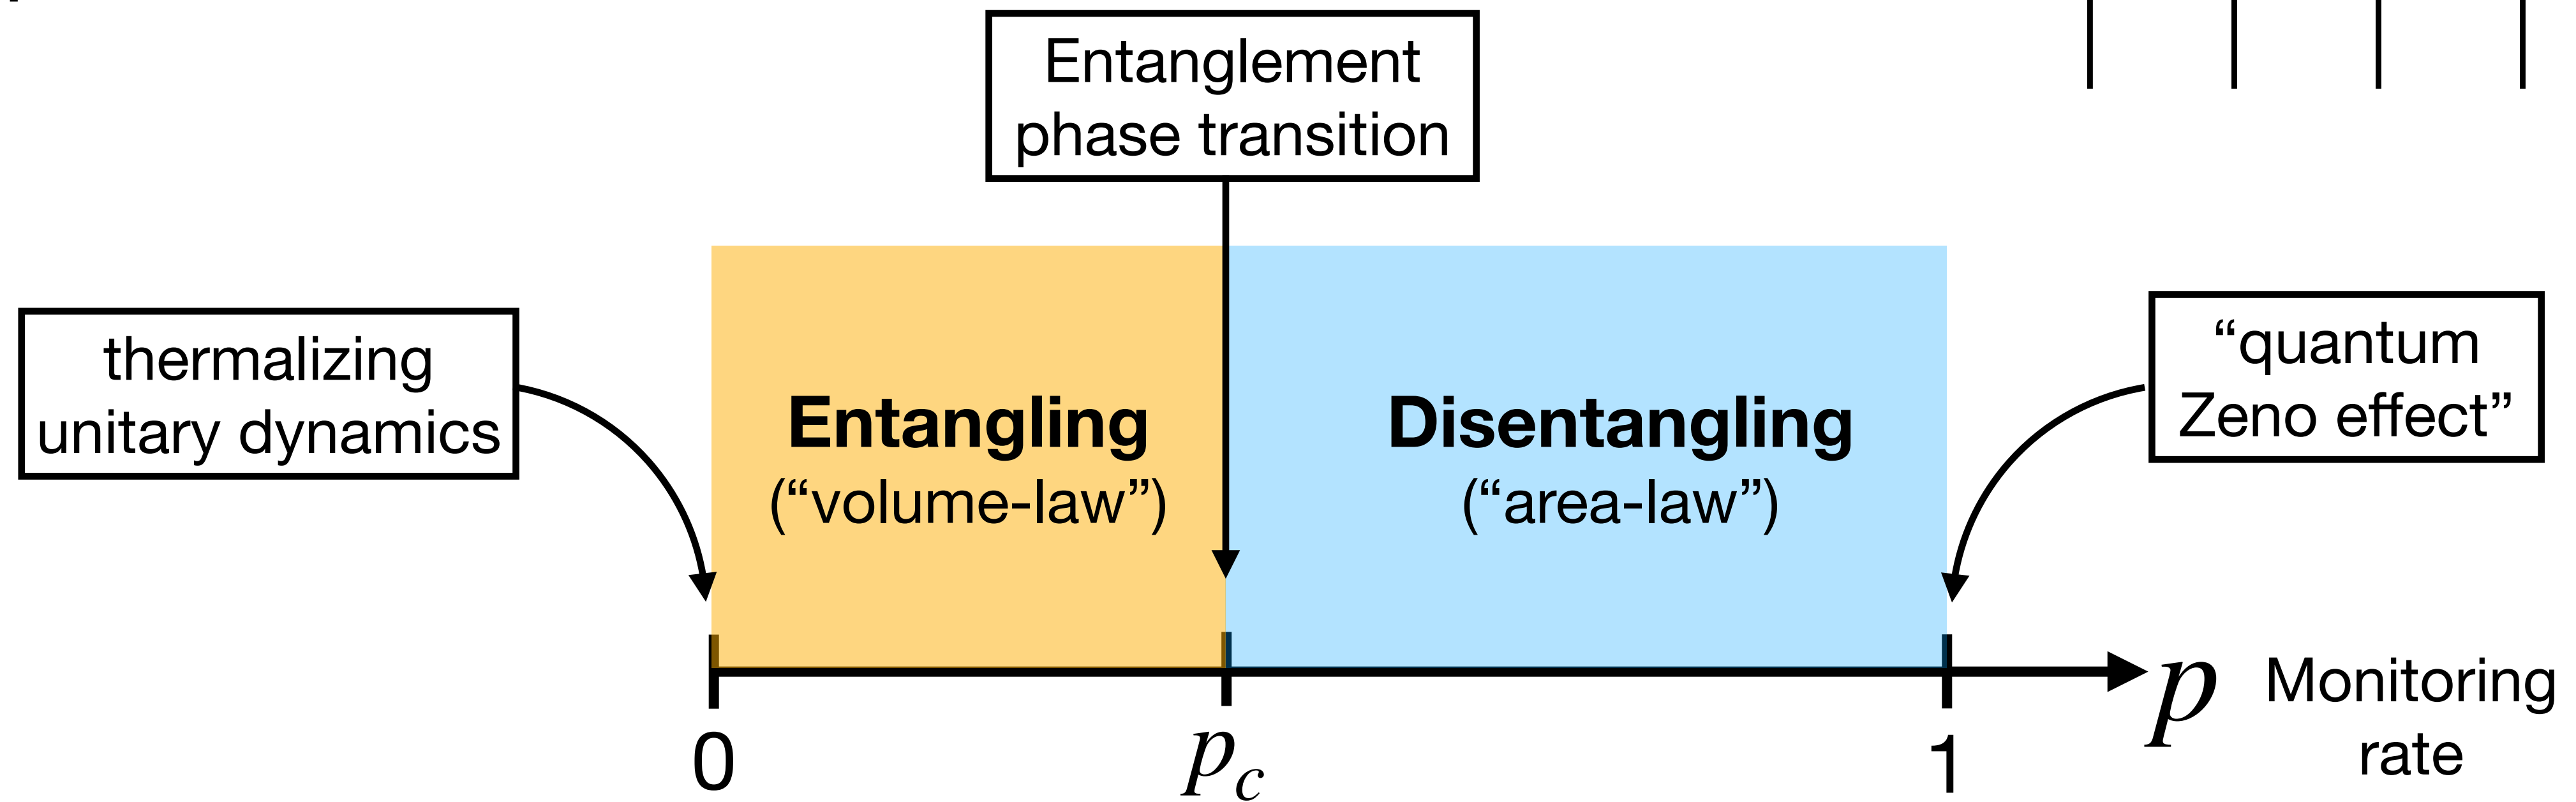 Entanglement
phase transition
thermalizing
unitary dynamics
Entangling
(“volume-law”)
Disentangling
(“area-law”)
“quantum
Zeno effect”
0
p_c
1
p
Monitoring
rate